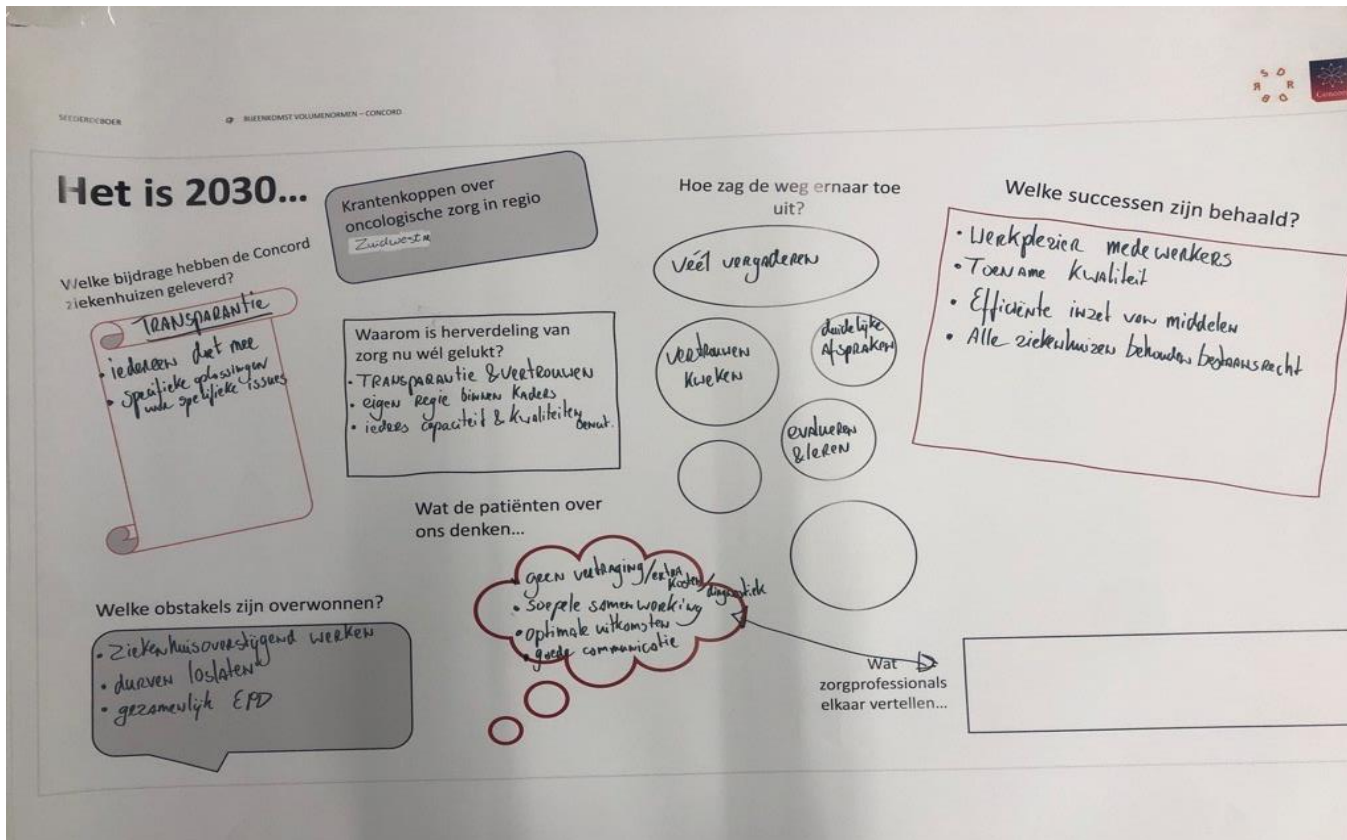 SEEDERDEBOER
BIJEENKOMST VOLUMENORMEN – CONCORD
SDRROB
Concord
Het is 2030...
Krantenkoppen over
oncologische zorg in regio
Zuidwest
Welke bijdrage hebben de Concord
ziekenhuizen geleverd?
TRANSPARANTIE
• iedereen doet mee
• specifieke oplossingen
voor specifieke issues
Waarom is herverdeling van
zorg nu wél gelukt?
• TRANSPARANTIE & VERTROUWEN
• eigen Regie binnen Kaders
• ieders capaciteit & Kwaliteiten
benut.
Hoe zag de weg ernaar toe
uit?
véél vergaderen
vertrouwen
kweken
duidelijke
Afspraken
evalueren
& leren
Welke successen zijn behaald?
• Werkplezier medewerkers
• Toename Kwaliteit
• Efficiënte inzet van middelen
• Alle ziekenhuizen behouden bestaansrecht
Wat de patiënten over
ons denken...
• geen vertraging/extra
kosten/
diagnostiek
• soepele samenwerking
• optimale uitkomsten
• goede communicatie
Welke obstakels zijn overwonnen?
• Ziekenhuisoverstijgend werken
• durven loslaten
• gezamenlijk EPD
Wat
zorgprofessionals
elkaar vertellen...